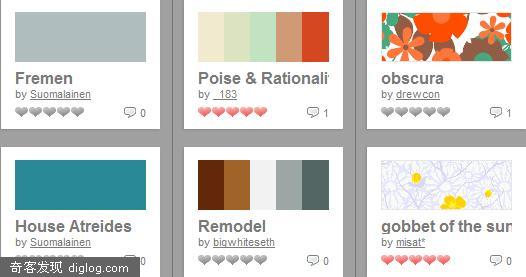 Fremen
by Suomalainen
0
Poise & Rationali
by _183
1
obscura
by drewcon
1
House Atreides
by Suomalainen
Remodel
by bigwhiteseth
0
gobbet of the sun
by misat*
0
奇客发现 diglog.com